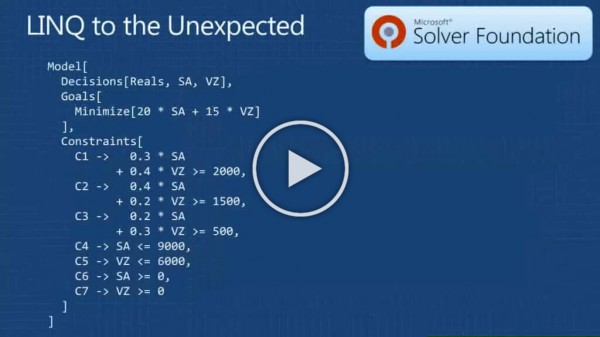 LINQ to the Unexpected
Microsoft®
Solver Foundation
Model[
Decisions[Reals, SA, VZ],
Goals[
Minimize[20 * SA + 15 * VZ]
],
Constraints[
C1 -> 0.3 * SA
+ 0.4 * VZ >= 2000,
C2 -> 0.4 * SA
+ 0.2 * VZ >= 1500,
C3 -> 0.2 * SA
+ 0.3 * VZ >= 500,
C4 -> SA <= 9000,
C5 -> VZ <= 6000,
C6 -> SA >= 0,
C7 -> VZ >= 0
]
]